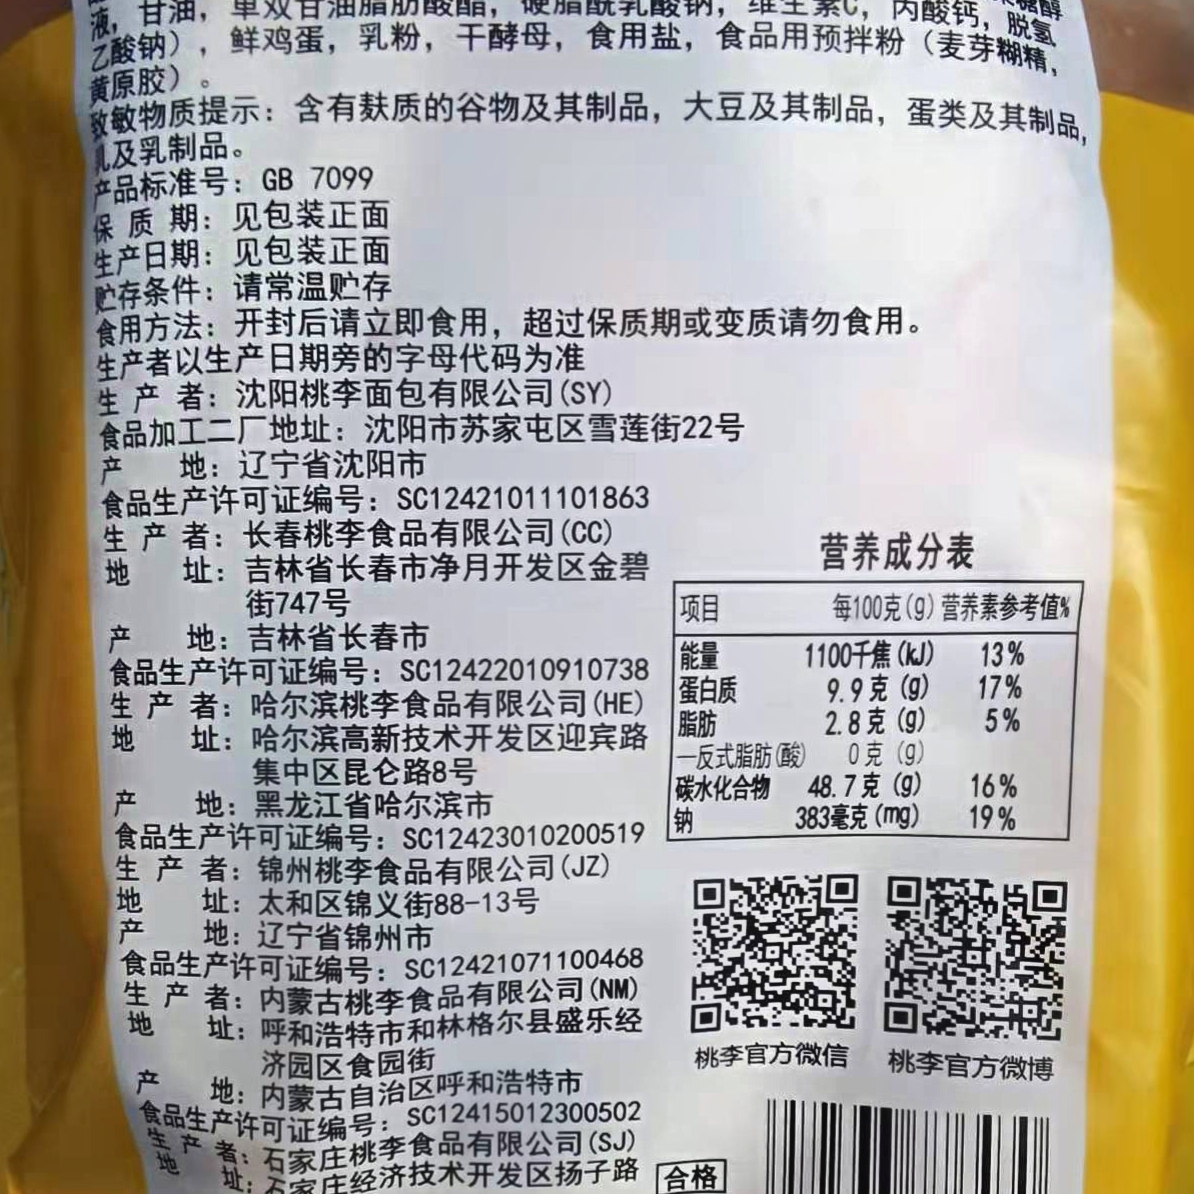 液，甘油，单双甘油脂肪酸酯，硬脂酰乳酸钠，维生素C，丙酸钙，脱氢
乙酸钠），鲜鸡蛋，乳粉，干酵母，食用盐，食品用预拌粉（麦芽糊精，
黄原胶）。
致敏物质提示：含有麸质的谷物及其制品，大豆及其制品，蛋类及其制品，
乳及乳制品。
产品标准号：GB 7099
保 质 期：见包装正面
生产日期：见包装正面
贮存条件：请常温贮存
食用方法：开封后请立即食用，超过保质期或变质请勿食用。
生产者以生产日期旁的字母代码为准
生 产 者：沈阳桃李面包有限公司(SY)
食品加工二厂地址：沈阳市苏家屯区雪莲街22号
产 地：辽宁省沈阳市
食品生产许可证编号：SC12421011101863
生 产 者：长春桃李食品有限公司(CC)
地 址：吉林省长春市净月开发区金碧
街747号
产 地：吉林省长春市
食品生产许可证编号：SC12422010910738
生 产 者：哈尔滨桃李食品有限公司(HE)
地 址：哈尔滨高新技术开发区迎宾路
集中区昆仑路8号
产 地：黑龙江省哈尔滨市
食品生产许可证编号：SC12423010200519
生 产 者：锦州桃李食品有限公司(JZ)
地 址：太和区锦义街88-13号
产 地：辽宁省锦州市
食品生产许可证编号：SC12421071100468
生 产 者：内蒙古桃李食品有限公司(NM)
地 址：呼和浩特市和林格尔县盛乐经
济园区食园街
产 地：内蒙古自治区呼和浩特市
食品生产许可证编号：SC12415012300502
生 产 者：石家庄桃李食品有限公司(SJ)
地 址：石家庄经济技术开发区扬子路
营养成分表
项目 每100克(g) 营养素参考值%
能量 1100千焦(kJ) 13%
蛋白质 9.9克(g) 17%
脂肪 2.8克(g) 5%
—反式脂肪(酸) 0克(g)
碳水化合物 48.7克(g) 16%
钠 383毫克(mg) 19%
桃李官方微信 桃李官方微博
合格